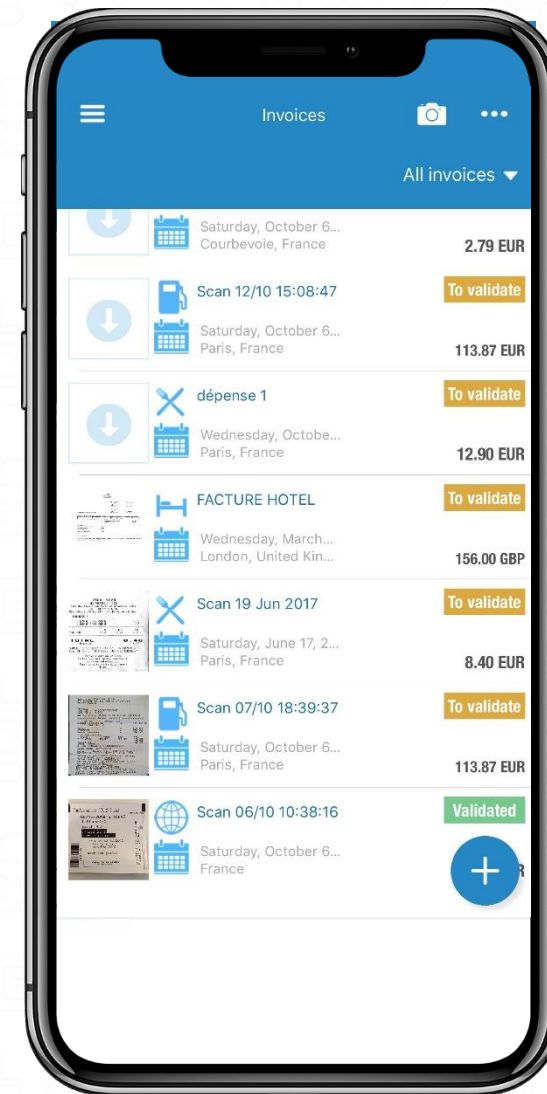 Invoices
All invoices
Saturday, October 6...
Courbevoie, France
2.79 EUR
Scan 12/10 15:08:47
To validate
Saturday, October 6...
Paris, France
113.87 EUR
dépense 1
To validate
Wednesday, Octobe...
Paris, France
12.90 EUR
FACTURE HOTEL
To validate
Wednesday, March...
London, United Kin...
156.00 GBP
Scan 19 Jun 2017
To validate
Saturday, June 17, 2...
Paris, France
8.40 EUR
Scan 07/10 18:39:37
To validate
Saturday, October 6...
Paris, France
113.87 EUR
Scan 06/10 10:38:16
Validated
Saturday, October 6...
France